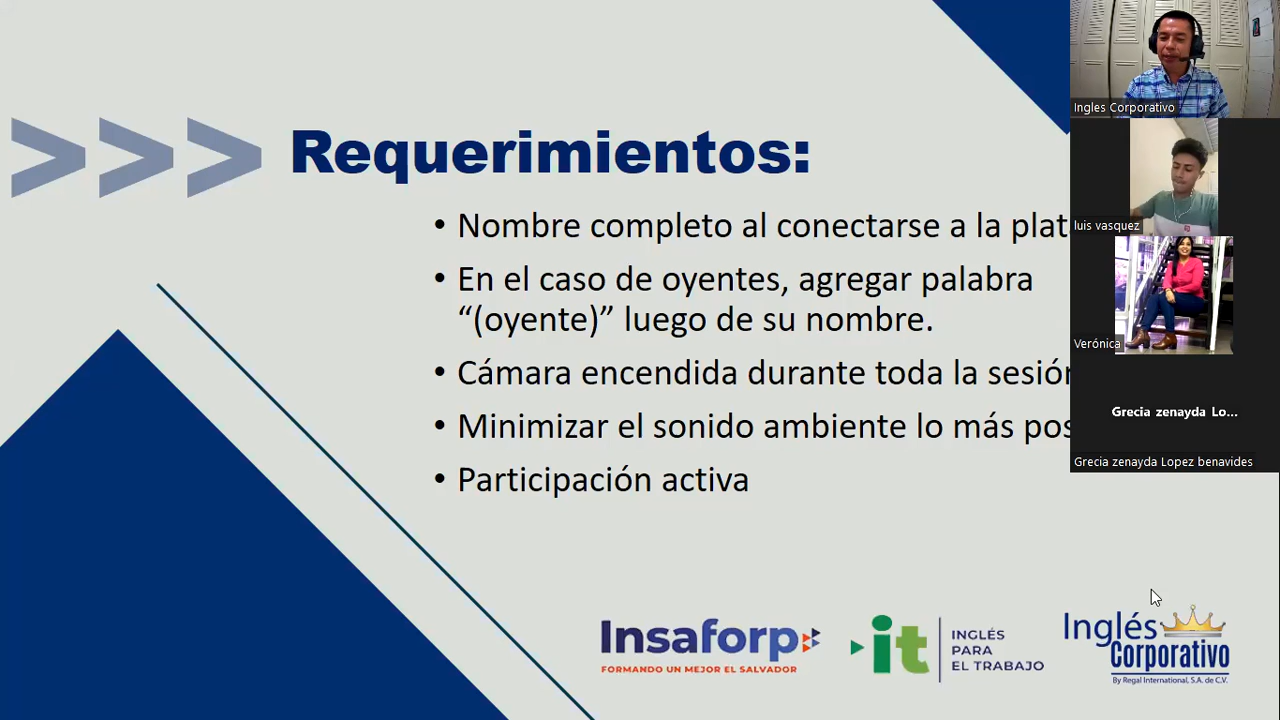 >>> Requerimientos:
• Nombre completo al conectarse a la plat
• En el caso de oyentes, agregar palabra
“(oyente)” luego de su nombre.
• Cámara encendida durante toda la sesión
• Minimizar el sonido ambiente lo más pos
• Participación activa
Ingles Corporativo
luis vasquez
Verónica
Grecia zenayda Lo...
Grecia zenayda Lopez benavides
Insaforp
FORMANDO UN MEJOR EL SALVADOR
it
INGLÉS
PARA
EL TRABAJO
Inglés
Corporativo
By Regal International, S.A. de C.V.